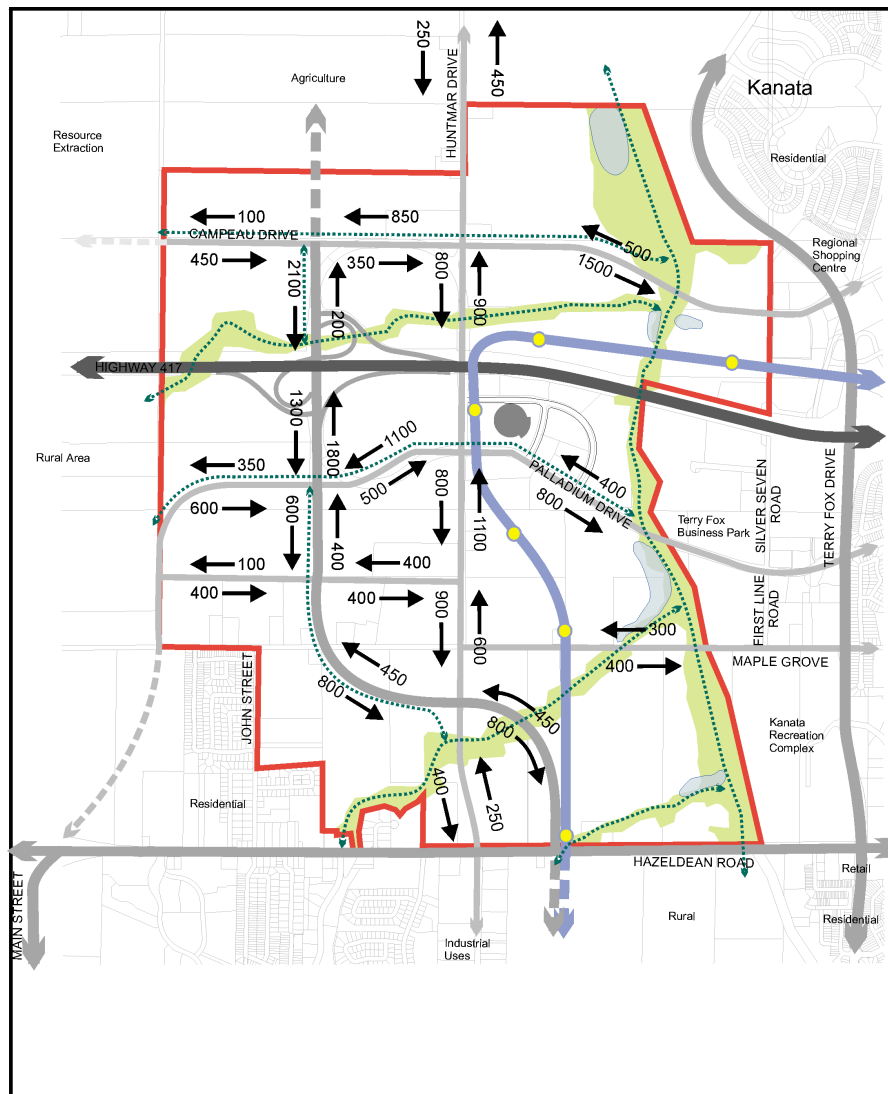 250
450
HUNTMAR DRIVE
Agriculture
Kanata
Resource
Extraction
Residential
100
850
CAMPEAU DRIVE
500
Regional
Shopping
Centre
450
2100
350
800
1500
200
900
HIGHWAY 417
1300
1800
1100
Rural Area
350
500
800
1100
PALLADIUM DRIVE
400
800
600
600
400
Terry Fox
Business Park
SILVER SEVEN
ROAD
TERRY FOX DRIVE
100
400
400
400
900
600
FIRST LINE
ROAD
300
400
MAPLE GROVE
JOHN STREET
450
800
450
800
Kanata
Recreation
Complex
400
250
Residential
HAZELDEAN ROAD
Retail
MAIN STREET
Rural
Residential
Industrial
Uses